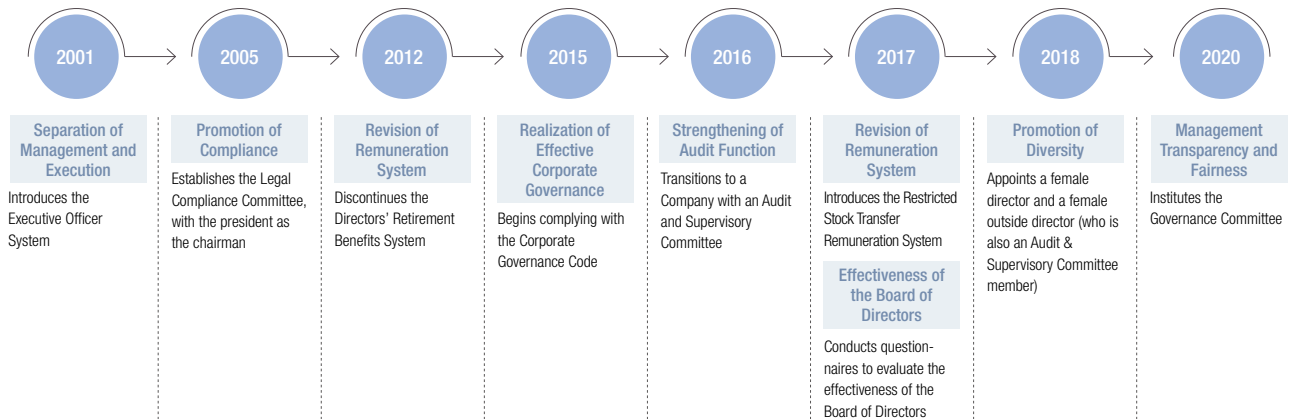 2001
Separation of
Management and
Execution
Introduces the
Executive Officer
System
2005
Promotion of
Compliance
Establishes the Legal
Compliance Committee,
with the president as
the chairman
2012
Revision of
Remuneration
System
Discontinues the
Directors' Retirement
Benefits System
2015
Realization of
Effective
Corporate
Governance
Begins complying with
the Corporate
Governance Code
2016
Strengthening of
Audit Function
Transitions to a
Company with an Audit
and Supervisory
Committee
2017
Revision of
Remuneration
System
Introduces the Restricted
Stock Transfer
Remuneration System
Effectiveness of
the Board of
Directors
Conducts question-
naires to evaluate the
effectiveness of the
Board of Directors
2018
Promotion of
Diversity
Appoints a female
director and a female
outside director (who is
also an Audit &
Supervisory Committee
member)
2020
Management
Transparency and
Fairness
Institutes the
Governance Committee